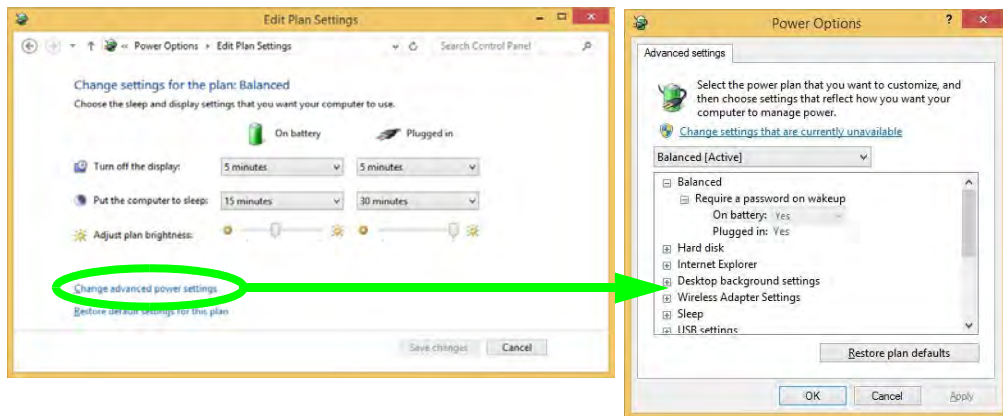 Edit Plan Settings
« Power Options › Edit Plan Settings
Search Control Panel
Change settings for the plan: Balanced
Choose the sleep and display settings that you want your computer to use.
On battery
Plugged in
Turn off the display:
5 minutes
5 minutes
Put the computer to sleep:
15 minutes
30 minutes
Adjust plan brightness:
Change advanced power settings
Restore default settings for this plan
Save changes
Cancel
Power Options
?
Advanced settings
Select the power plan that you want to customize, and
then choose settings that reflect how you want your
computer to manage power.
Change settings that are currently unavailable
Balanced [Active]
Balanced
Require a password on wakeup
On battery: Yes
Plugged in: Yes
Hard disk
Internet Explorer
Desktop background settings
Wireless Adapter Settings
Sleep
USB settings
Restore plan defaults
OK
Cancel
Apply